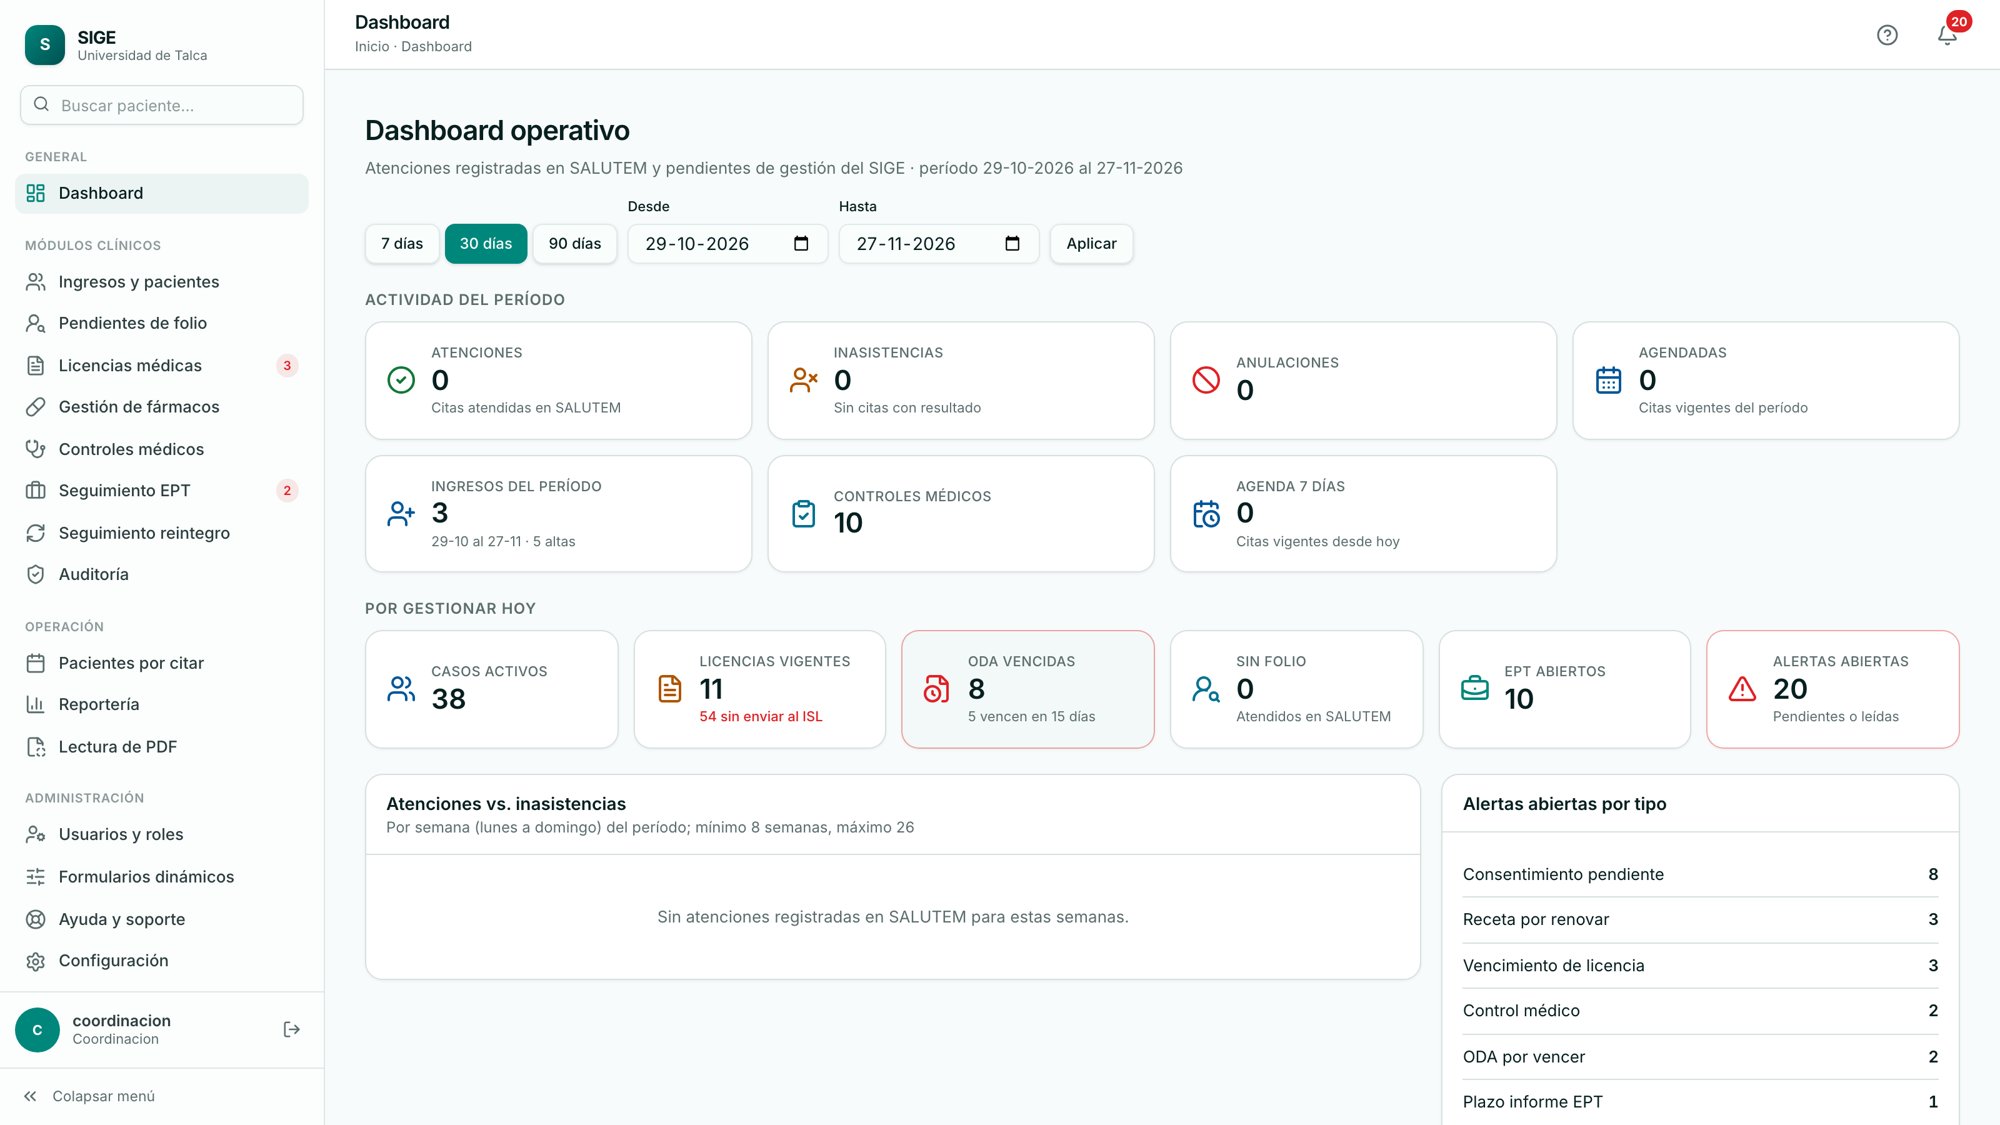 S
SIGE
Universidad de Talca
Buscar paciente...
GENERAL
Dashboard
MÓDULOS CLÍNICOS
Ingresos y pacientes
Pendientes de folio
Licencias médicas 3
Gestión de fármacos
Controles médicos
Seguimiento EPT 2
Seguimiento reintegro
Auditoría
OPERACIÓN
Pacientes por citar
Reportería
Lectura de PDF
ADMINISTRACIÓN
Usuarios y roles
Formularios dinámicos
Ayuda y soporte
Configuración
C
coordinacion
Coordinacion
Colapsar menú
Dashboard
Inicio · Dashboard
20
Dashboard operativo
Atenciones registradas en SALUTEM y pendientes de gestión del SIGE · período 29-10-2026 al 27-11-2026
Desde
Hasta
7 días
30 días
90 días
29-10-2026
27-11-2026
Aplicar
ACTIVIDAD DEL PERÍODO
ATENCIONES
0
Citas atendidas en SALUTEM
INASISTENCIAS
0
Sin citas con resultado
ANULACIONES
0
AGENDADAS
0
Citas vigentes del período
INGRESOS DEL PERÍODO
3
29-10 al 27-11 · 5 altas
CONTROLES MÉDICOS
10
AGENDA 7 DÍAS
0
Citas vigentes desde hoy
POR GESTIONAR HOY
CASOS ACTIVOS
38
LICENCIAS VIGENTES
11
54 sin enviar al ISL
ODA VENCIDAS
8
5 vencen en 15 días
SIN FOLIO
0
Atendidos en SALUTEM
EPT ABIERTOS
10
ALERTAS ABIERTAS
20
Pendientes o leídas
Atenciones vs. inasistencias
Por semana (lunes a domingo) del período; mínimo 8 semanas, máximo 26
Sin atenciones registradas en SALUTEM para estas semanas.
Alertas abiertas por tipo
Consentimiento pendiente 8
Receta por renovar 3
Vencimiento de licencia 3
Control médico 2
ODA por vencer 2
Plazo informe EPT 1